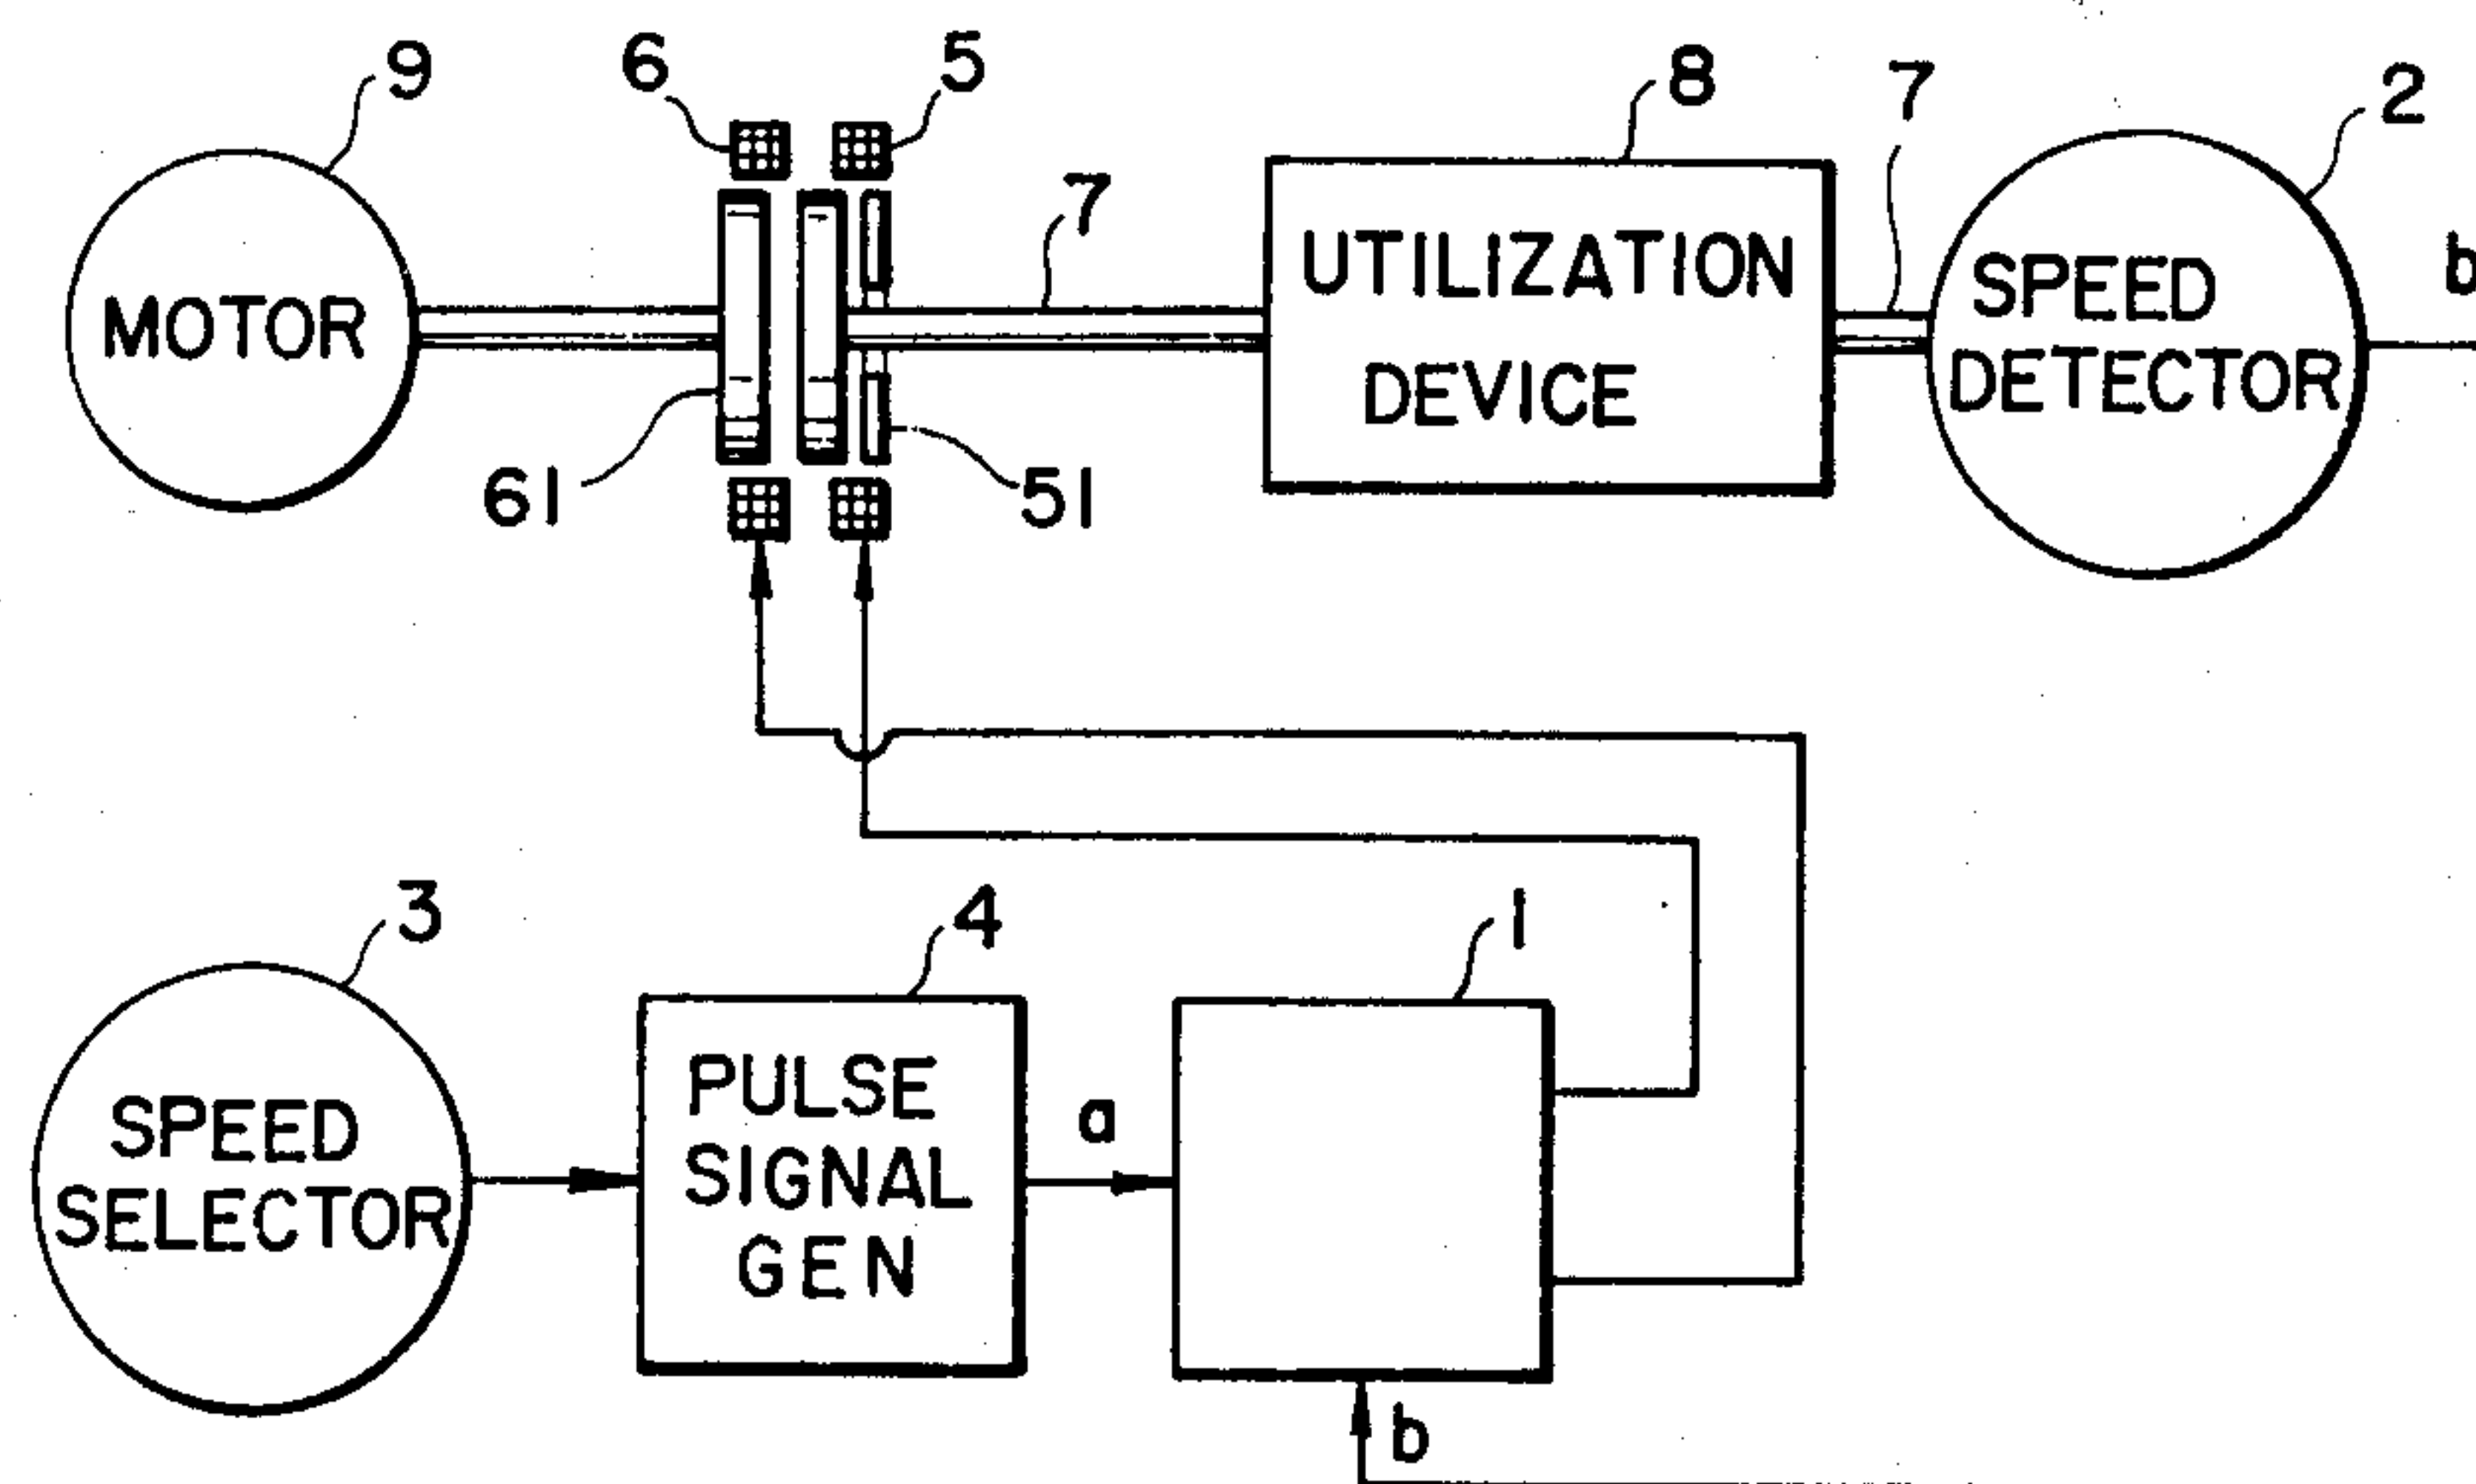 9
6
5
8
7
2
7
MOTOR
UTILIZATION
DEVICE
SPEED
DETECTOR
b
61
51
3
4
1
SPEED
SELECTOR
PULSE
SIGNAL
GEN
a
b